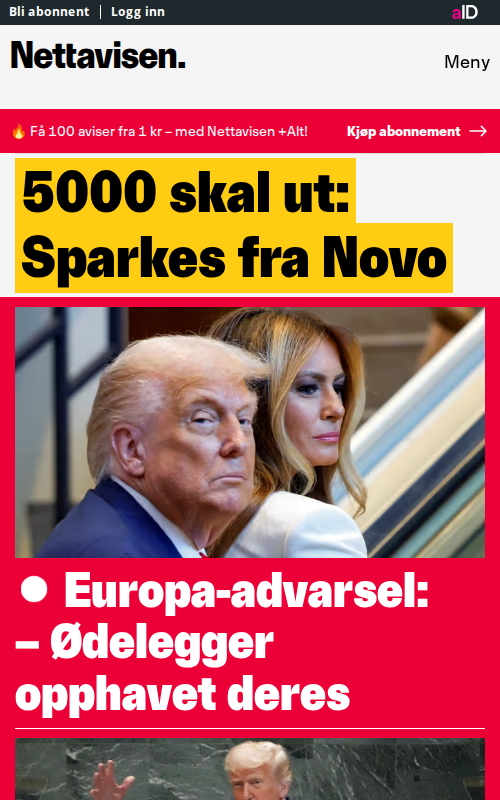 Bli abonnent | Logg inn
aID
Nettavisen.
Meny
🔥 Få 100 aviser fra 1 kr – med Nettavisen +Alt!
Kjøp abonnement →
5000 skal ut:
Sparkes fra Novo
● Europa-advarsel:
– Ødelegger
opphavet deres